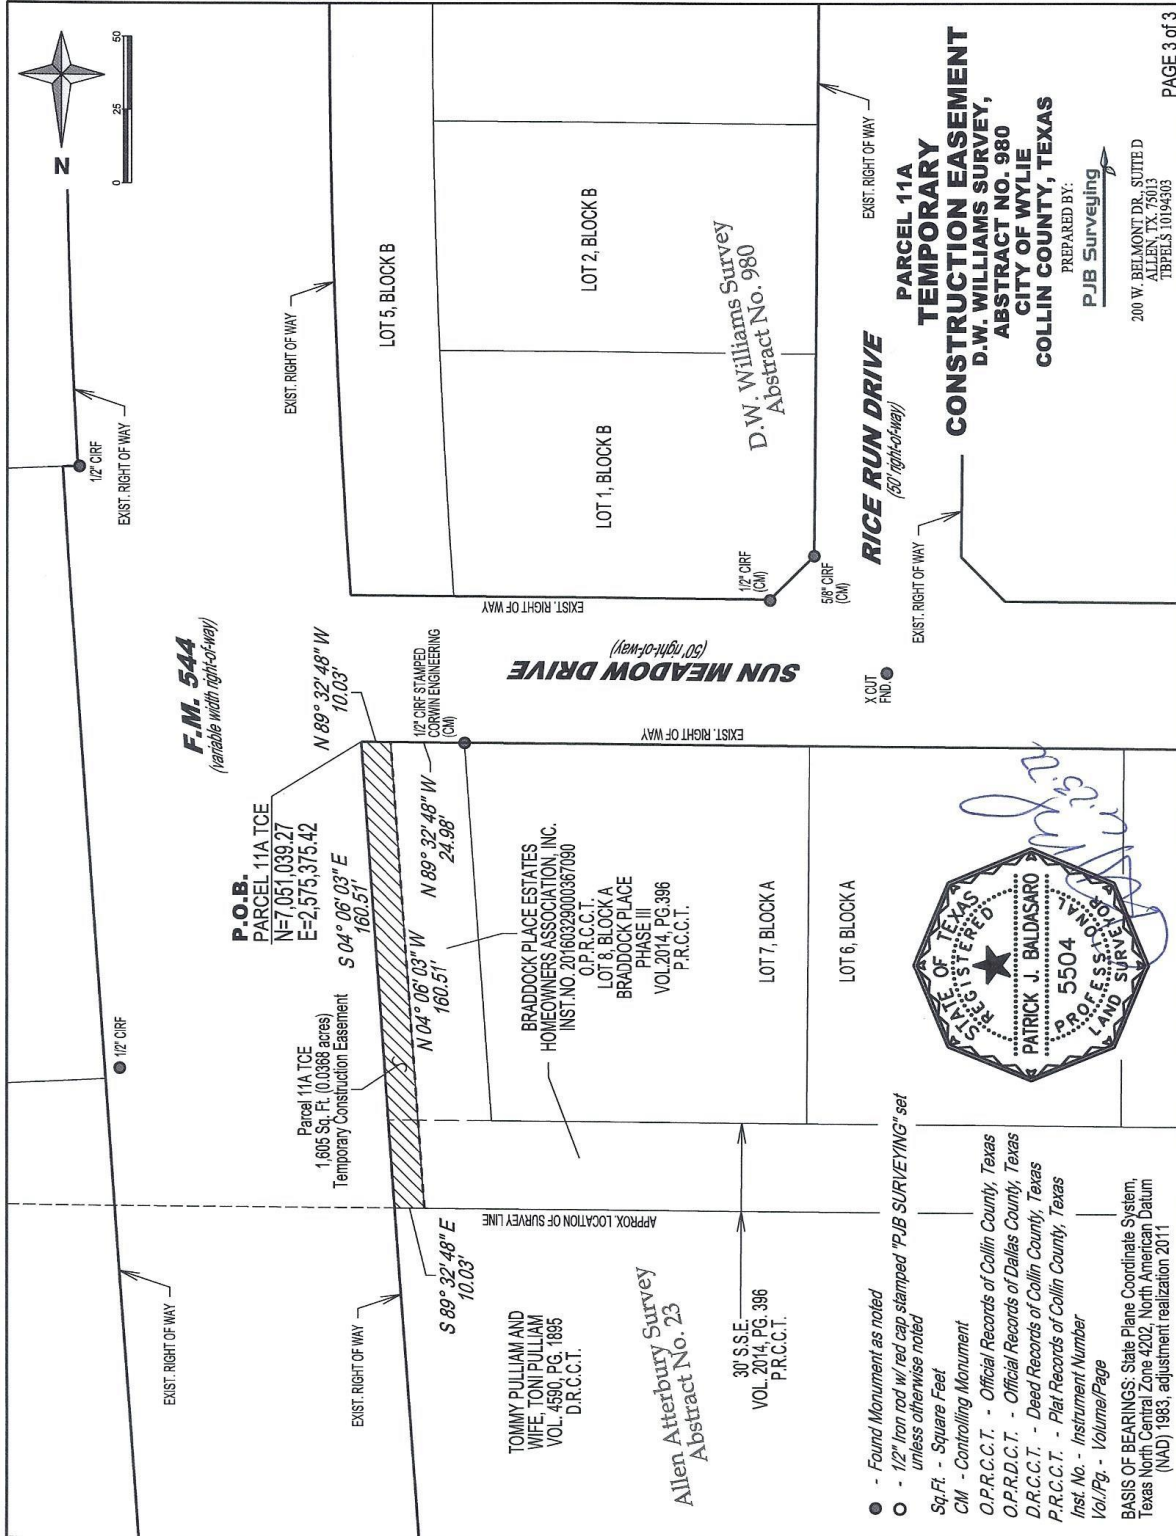 N
0 25 50
EXIST. RIGHT OF WAY
1/2" CIRF
EXIST. RIGHT OF WAY
1/2" CIRF
EXIST. RIGHT OF WAY
F.M. 544
(variable width right-of-way)
P.O.B.
PARCEL 11A TCE
N=7,051,039.27
E=2,575,375.42
Parcel 11A TCE
1,605 Sq. Ft. (0.0368 acres)
Temporary Construction Easement
S 04° 06' 03" E
160.51'
N 89° 32' 48" W
10.03'
N 04° 06' 03" W
160.51'
N 89° 32' 48" W
24.98'
1/2" CIRF STAMPED
CORWIN ENGINEERING
(CM)
S 89° 32' 48" E
10.03'
EXIST. RIGHT OF WAY
APPROX. LOCATION OF SURVEY LINE
TOMMY PULLIAM AND
WIFE, TONI PULLIAM
VOL. 4590, PG. 1895
D.R.C.C.T.
Allen Atterbury Survey
Abstract No. 23
30' S.S.E.
VOL. 2014, PG. 396
P.R.C.C.T.
BRADDOCK PLACE ESTATES
HOMEOWNERS ASSOCIATION, INC.
INST.NO. 20160329000367090
O.P.R.C.C.T.
LOT 8, BLOCK A
BRADDOCK PLACE
PHASE III
VOL.2014, PG.396
P.R.C.C.T.
LOT 7, BLOCK A
LOT 6, BLOCK A
EXIST. RIGHT OF WAY
SUN MEADOW DRIVE
(50' right-of-way)
EXIST. RIGHT OF WAY
EXIST. RIGHT OF WAY
LOT 5, BLOCK B
LOT 1, BLOCK B
LOT 2, BLOCK B
D.W. Williams Survey
Abstract No. 980
1/2" CIRF
(CM)
5/8" CIRF
(CM)
X CUT
FND.
EXIST. RIGHT OF WAY
RICE RUN DRIVE
(50' right-of-way)
EXIST. RIGHT OF WAY
- Found Monument as noted
- 1/2" Iron rod w/ red cap stamped "PJB SURVEYING" set
unless otherwise noted
Sq.Ft. - Square Feet
CM - Controlling Monument
O.P.R.C.C.T. - Official Records of Collin County, Texas
O.P.R.D.C.T. - Official Records of Dallas County, Texas
D.R.C.C.T. - Deed Records of Collin County, Texas
P.R.C.C.T. - Plat Records of Collin County, Texas
Inst. No. - Instrument Number
Vol./Pg. - Volume/Page
BASIS OF BEARINGS: State Plane Coordinate System,
Texas North Central Zone 4202, North American Datum
(NAD) 1983, adjustment realization 2011
STATE OF TEXAS
REGISTERED
PATRICK J. BALDASARO
5504
PROFESSIONAL
LAND SURVEYOR
PARCEL 11A
TEMPORARY
CONSTRUCTION EASEMENT
D.W. WILLIAMS SURVEY,
ABSTRACT NO. 980
CITY OF WYLIE
COLLIN COUNTY, TEXAS
PREPARED BY:
PJB Surveying
200 W. BELMONT DR., SUITE D
ALLEN, TX. 75013
TBPELS 10194303
PAGE 3 of 3